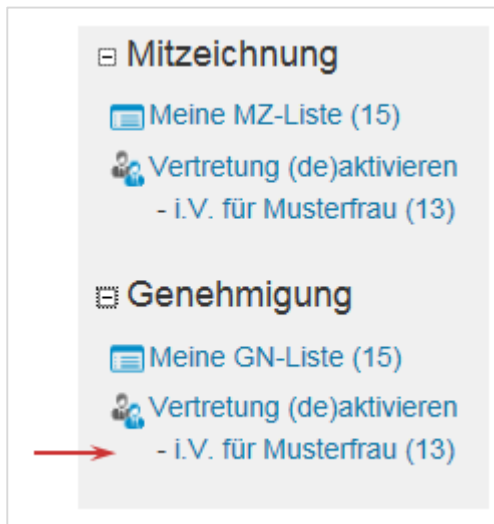 Mitzeichnung
Meine MZ-Liste (15)
Vertretung (de)aktivieren
- i.V. für Musterfrau (13)
Genehmigung
Meine GN-Liste (15)
Vertretung (de)aktivieren
- i.V. für Musterfrau (13)